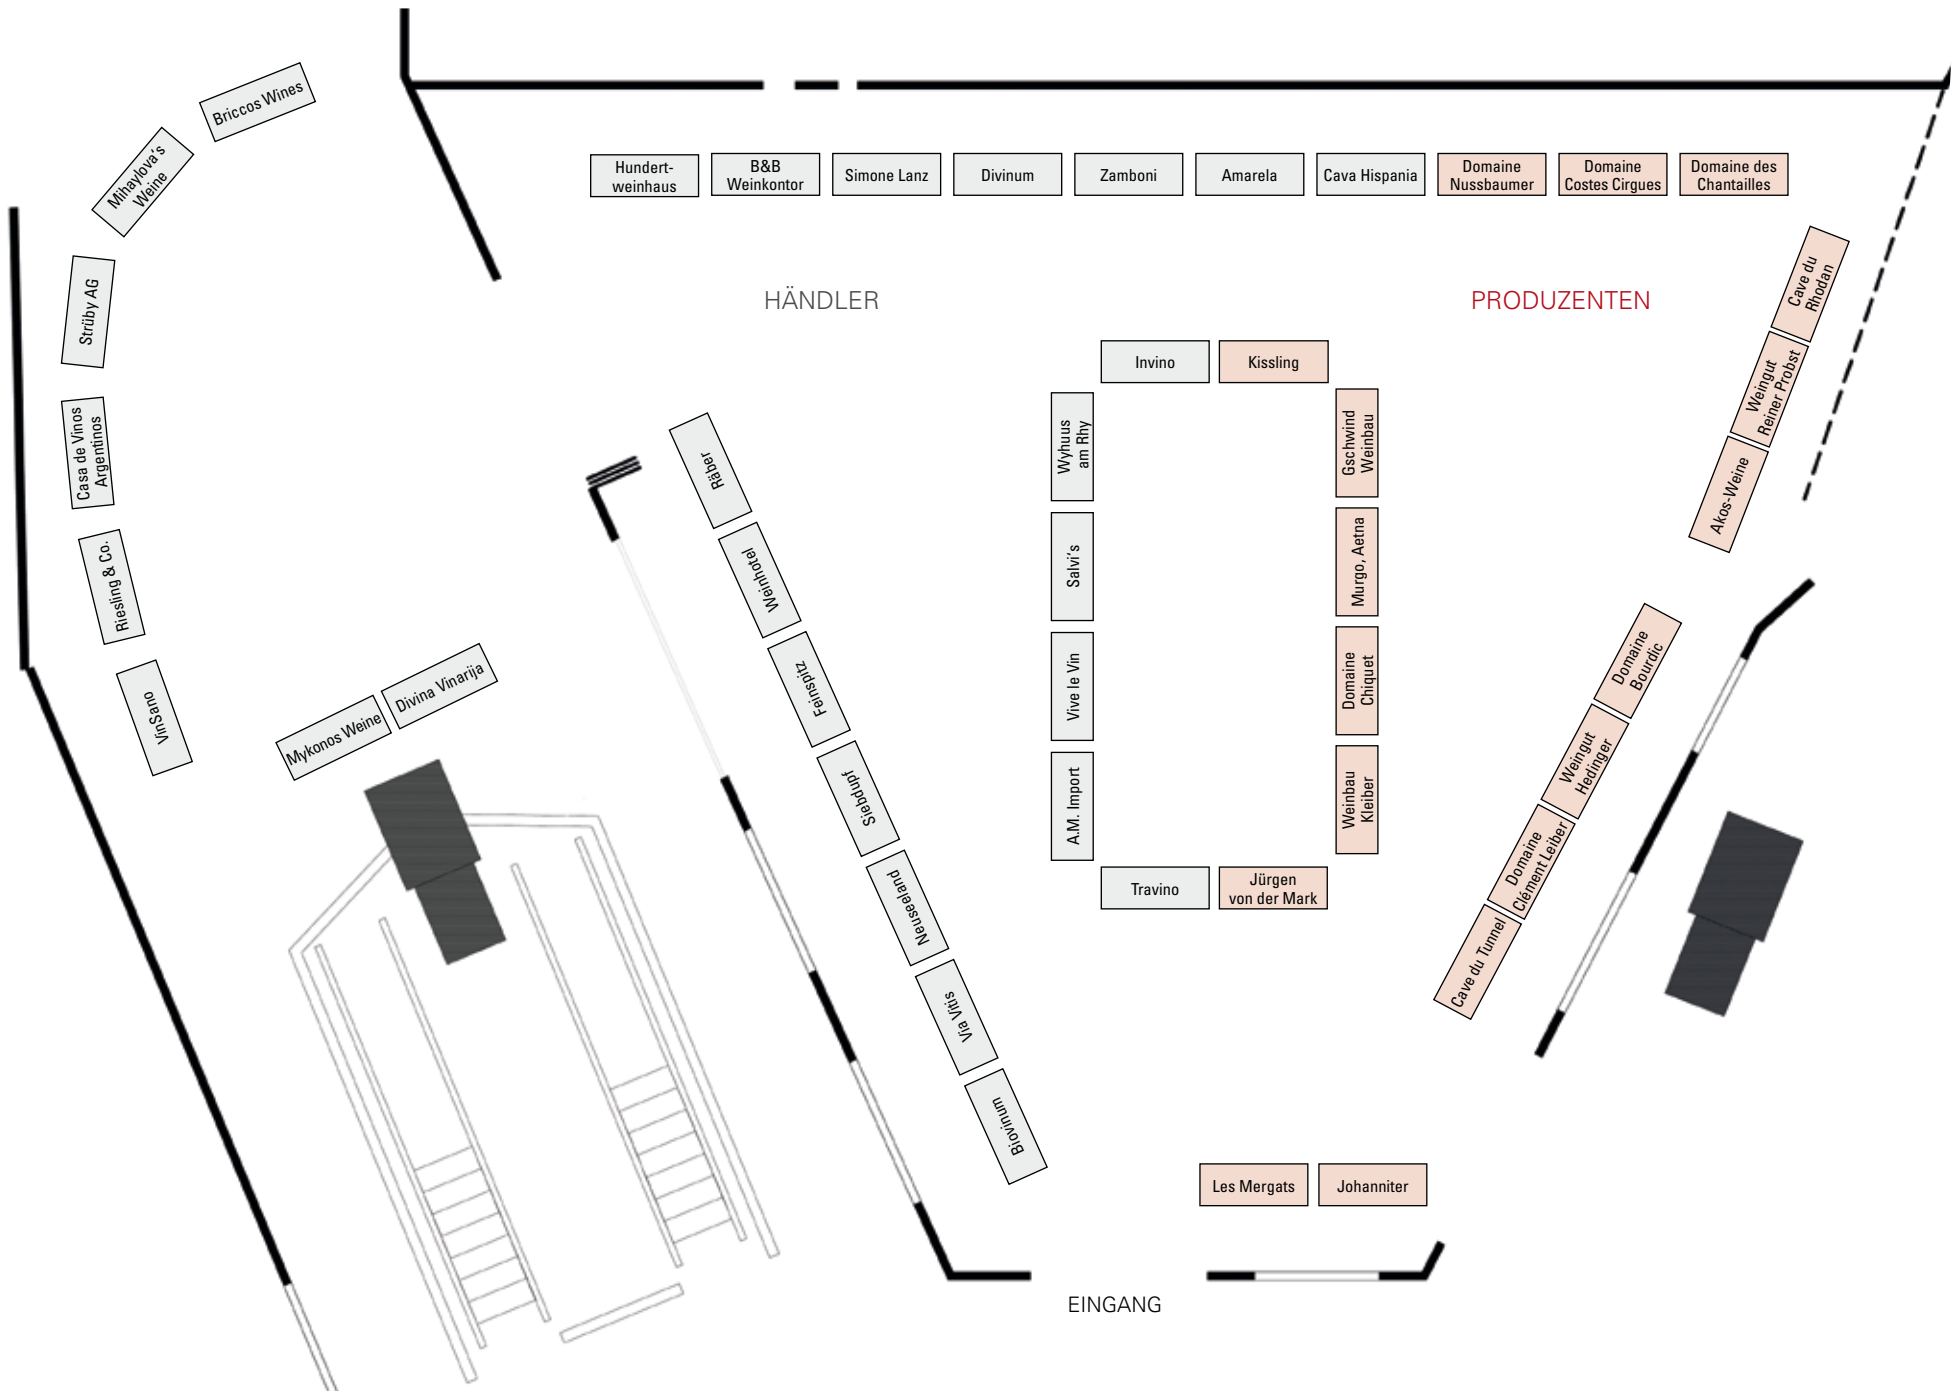 Briccos Wines
Mihaylova's
Weine
Strüby AG
Casa de Vinos
Argentinos
Riesling & Co.
VinSano
Mykonos Weine
Divina Vinarija
Hundert-
weinhaus
B&B
Weinkontor
Simone Lanz
Divinum
Zamboni
Amarela
Cava Hispania
Domaine
Nussbaumer
Domaine
Costes Cirgues
Domaine des
Chantailles
HÄNDLER
PRODUZENTEN
Cave du
Rhodan
Weingut
Reiner Probst
Akos-Weine
Invino
Kissling
Wyhuus
am Rhy
Salvi's
Vive le Vin
A.M. Import
Travino
Jürgen
von der Mark
Gschwind
Weinbau
Murgo, Aetna
Domaine
Chiquet
Weinbau
Kleiber
Räber
Weinhotel
Feinspitz
Siebdupf
Neuseeland
Via Vitis
Biovinum
Domaine
Bourdic
Weingut
Hedinger
Domaine
Clément Leiber
Cave du Tunnel
Les Mergats
Johanniter
EINGANG